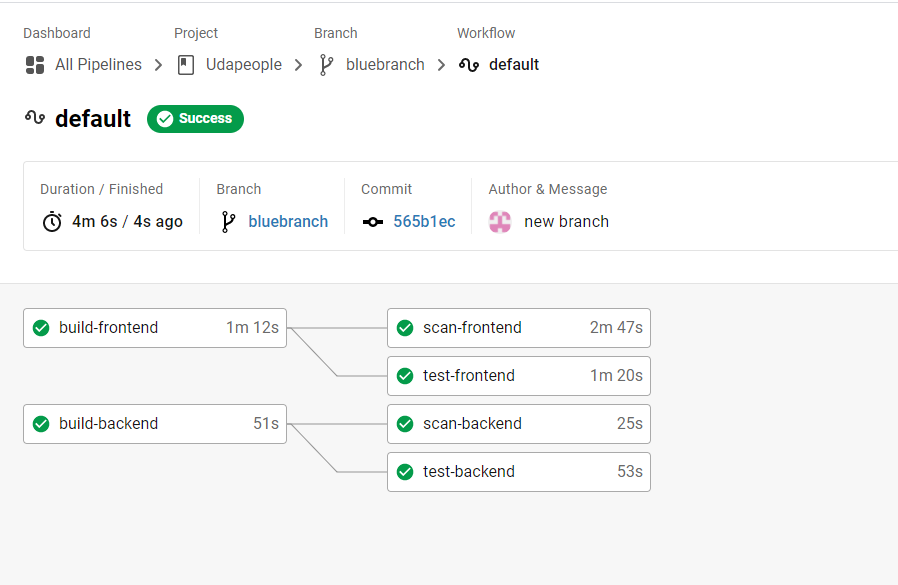 Dashboard Project Branch Workflow
All Pipelines Udapeople bluebranch default
default Success
Duration / Finished Branch Commit Author & Message
4m 6s / 4s ago bluebranch 565b1ec new branch
build-frontend 1m 12s scan-frontend 2m 47s
test-frontend 1m 20s
build-backend 51s scan-backend 25s
test-backend 53s